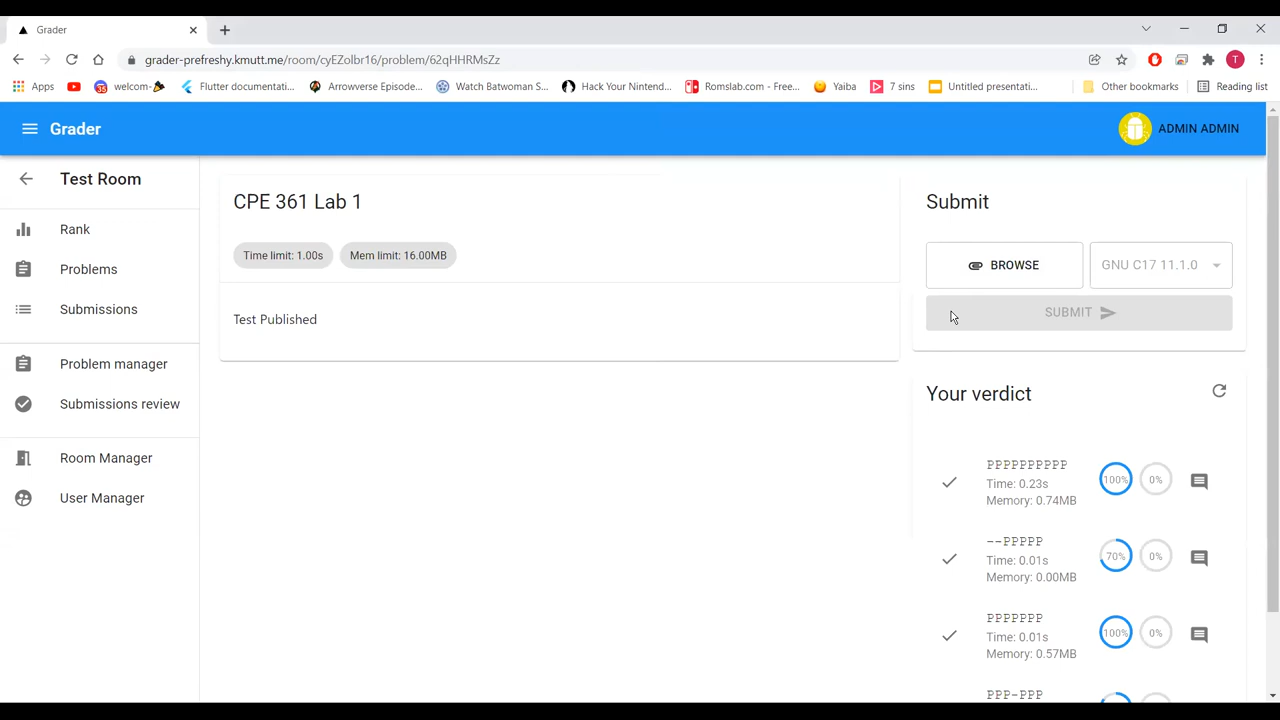 Grader
grader-prefreshy.kmutt.me/room/cyEZolbr16/problem/62qHHRMzZz
T
Apps
welcom-
Flutter documentati...
Arrowverse Episode...
Watch Batwoman S...
Hack Your Nintend...
Romslab.com - Free...
Yaiba
7 sins
Untitled presentati...
Other bookmarks
Reading list
Grader
ADMIN ADMIN
Test Room
Rank
Problems
Submissions
Problem manager
Submissions review
Room Manager
User Manager
CPE 361 Lab 1
Time limit: 1.00s
Mem limit: 16.00MB
Test Published
Submit
BROWSE
GNU C17 11.1.0
SUBMIT
Your verdict
PPPPPPPPPP
Time: 0.23s
Memory: 0.74MB
100%
0%
--PPPPP
Time: 0.01s
Memory: 0.00MB
70%
0%
PPPPPPP
Time: 0.01s
Memory: 0.57MB
100%
0%
PPP-PPP